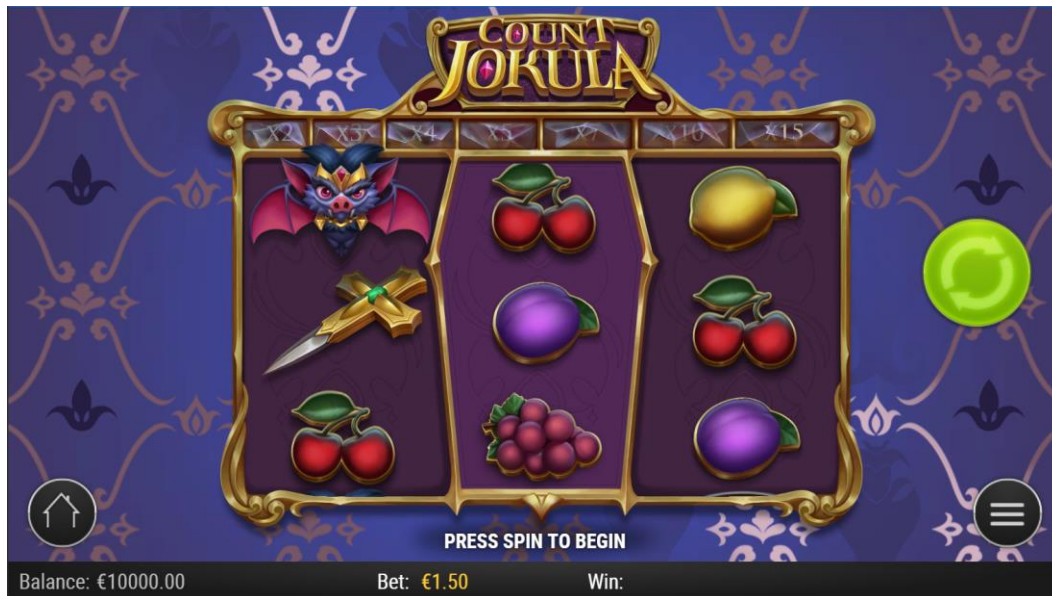 COUNT
JOKULA
X2 X3 X4 X5 X7 X10 X15
PRESS SPIN TO BEGIN
Balance: €10000.00 Bet: €1.50 Win: